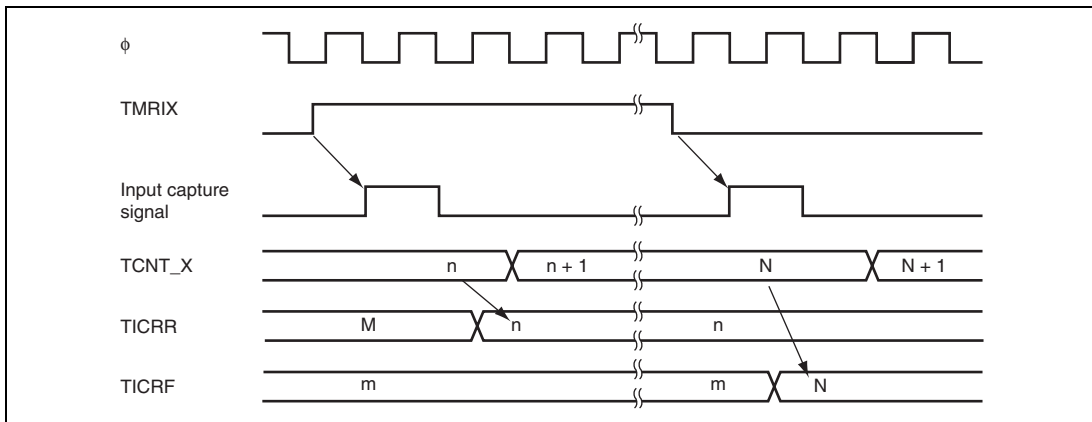 ϕ
TMRIX
Input capture
signal
TCNT_X n n + 1 N N + 1
TICRR M n n
TICRF m m N